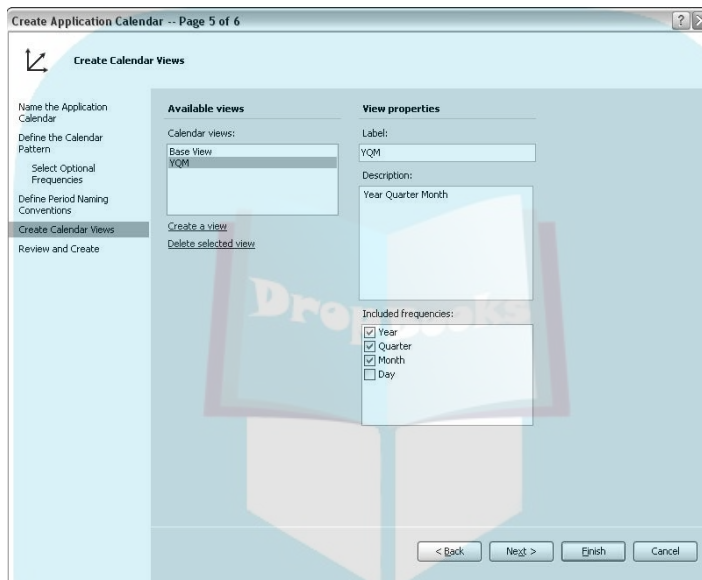 Create Application Calendar -- Page 5 of 6
Create Calendar Views
Name the Application
Calendar
Define the Calendar
Pattern
Select Optional
Frequencies
Define Period Naming
Conventions
Create Calendar Views
Review and Create
Available views
Calendar views:
Base View
YQM
Create a view
Delete selected view
View properties
Label:
YQM
Description:
Year Quarter Month
Included frequencies:
Year
Quarter
Month
Day
DropBooks
< Back
Next >
Finish
Cancel